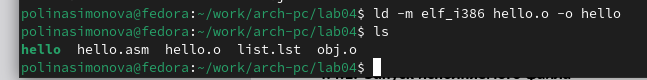 polinasimonova@fedora:~/work/arch-pc/lab04$ ld -m elf_i386 hello.o -o hello
polinasimonova@fedora:~/work/arch-pc/lab04$ ls
hello  hello.asm  hello.o  list.lst  obj.o
polinasimonova@fedora:~/work/arch-pc/lab04$